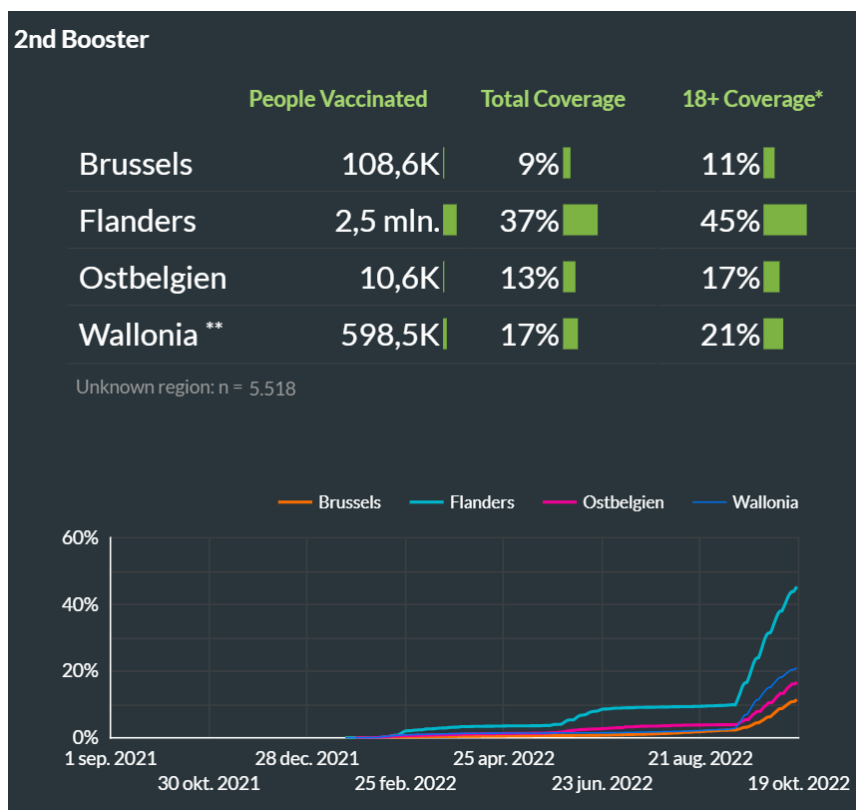 2nd Booster
People Vaccinated Total Coverage 18+ Coverage*
Brussels 108,6K 9% 11%
Flanders 2,5 mln. 37% 45%
Ostbelgien 10,6K 13% 17%
Wallonia ** 598,5K 17% 21%
Unknown region: n = 5.518
Brussels Flanders Ostbelgien Wallonia
60%
40%
20%
0%
1 sep. 2021 28 dec. 2021 25 apr. 2022 21 aug. 2022
30 okt. 2021 25 feb. 2022 23 jun. 2022 19 okt. 2022